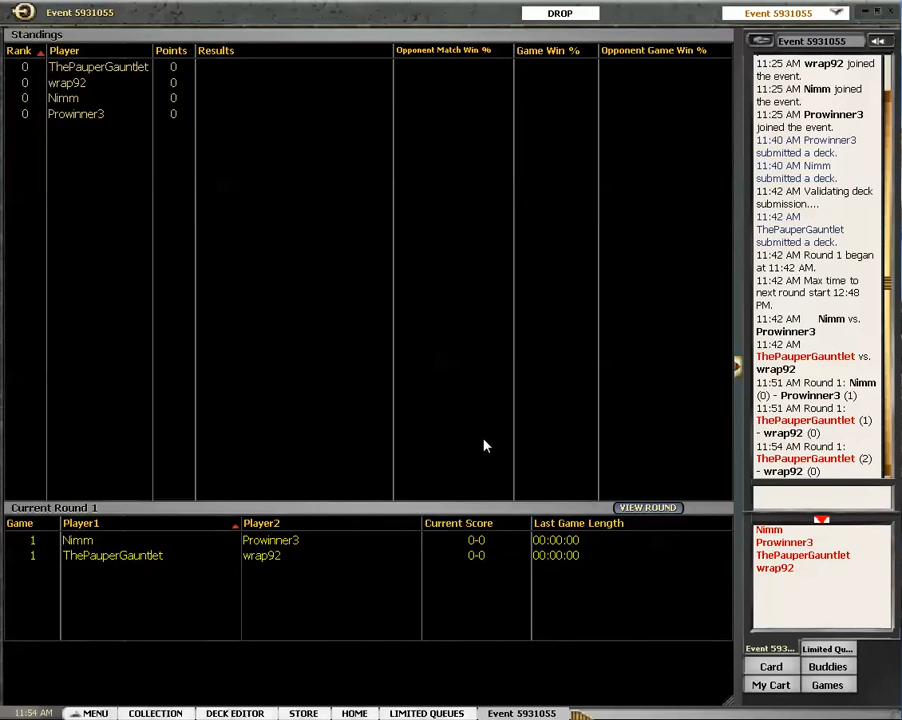 Event 5931055
DROP
Event 5931055
Standings
Rank Player Points Results Opponent Match Win % Game Win % Opponent Game Win %
0 ThePauperGauntlet 0
0 wrap92 0
0 Nimm 0
0 Prowinner3 0
Current Round 1
VIEW ROUND
Game Player1 Player2 Current Score Last Game Length
1 Nimm Prowinner3 0-0 00:00:00
1 ThePauperGauntlet wrap92 0-0 00:00:00
Event 5931055
11:25 AM wrap92 joined
the event.
11:25 AM Nimm joined
the event.
11:25 AM Prowinner3
joined the event.
11:40 AM Prowinner3
submitted a deck.
11:40 AM Nimm
submitted a deck.
11:42 AM Validating deck
submission....
11:42 AM
ThePauperGauntlet
submitted a deck.
11:42 AM Round 1 began
at 11:42 AM.
11:42 AM Max time to
next round start 12:48
PM.
11:42 AM Nimm vs.
Prowinner3
11:42 AM
ThePauperGauntlet vs.
wrap92
11:51 AM Round 1: Nimm
(0) - Prowinner3 (1)
11:51 AM Round 1:
ThePauperGauntlet (1)
- wrap92 (0)
11:54 AM Round 1:
ThePauperGauntlet (2)
- wrap92 (0)
Nimm
Prowinner3
ThePauperGauntlet
wrap92
Event 593... Limited Qu...
Card Buddies
My Cart Games
11:54 AM MENU COLLECTION DECK EDITOR STORE HOME LIMITED QUEUES Event 5931055